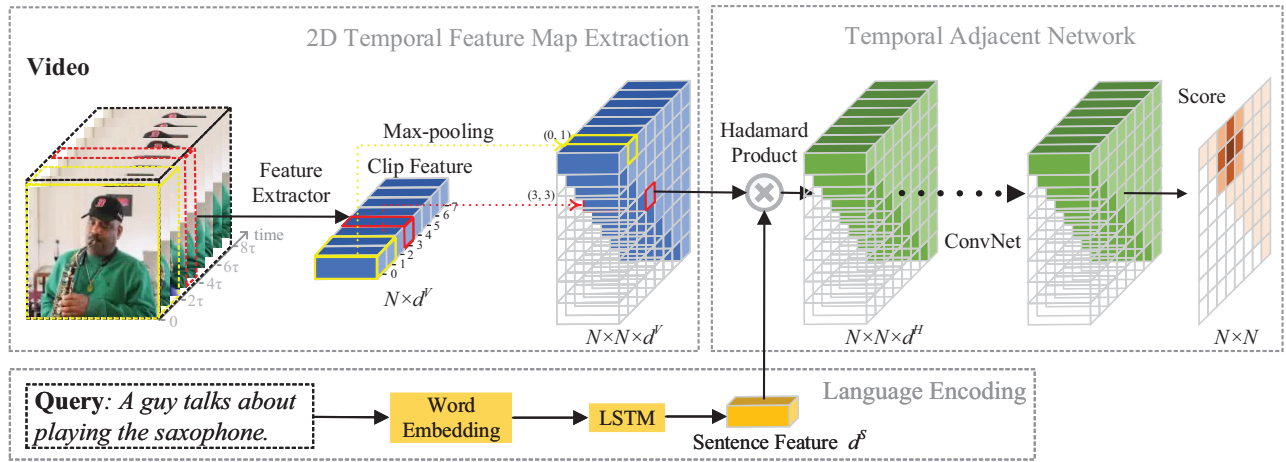 2D Temporal Feature Map Extraction
Temporal Adjacent Network
Video
Max-pooling
(0, 1)
Clip Feature
Feature
Extractor
(3, 3)
Hadamard
Product
ConvNet
Score
time
8τ
6τ
4τ
2τ
0
7
6
5
4
3
2
1
0
N×d^V
N×N×d^V
N×N×d^H
N×N
Language Encoding
Query: A guy talks about
playing the saxophone.
Word
Embedding
LSTM
Sentence Feature d^S